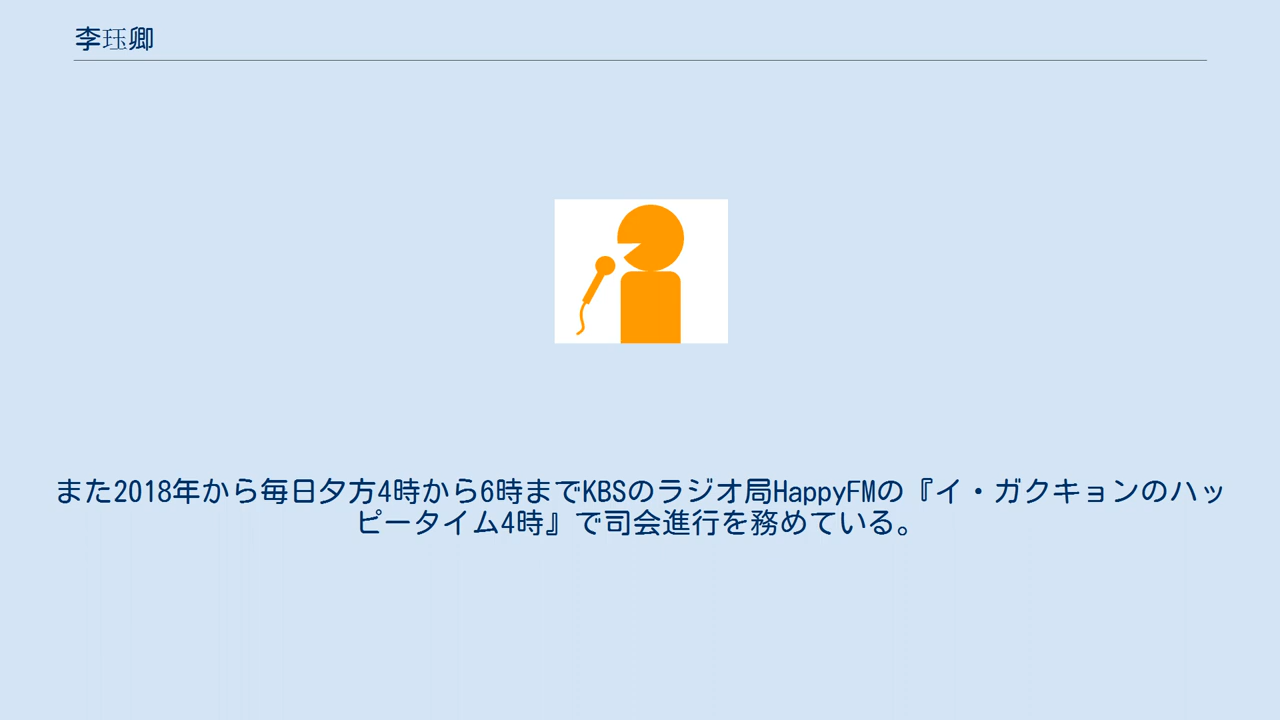 李珏卿
また2018年から毎日夕方4時から6時までKBSのラジオ局HappyFMの『イ・ガクキョンのハッ
ピータイム4時』で司会進行を務めている。